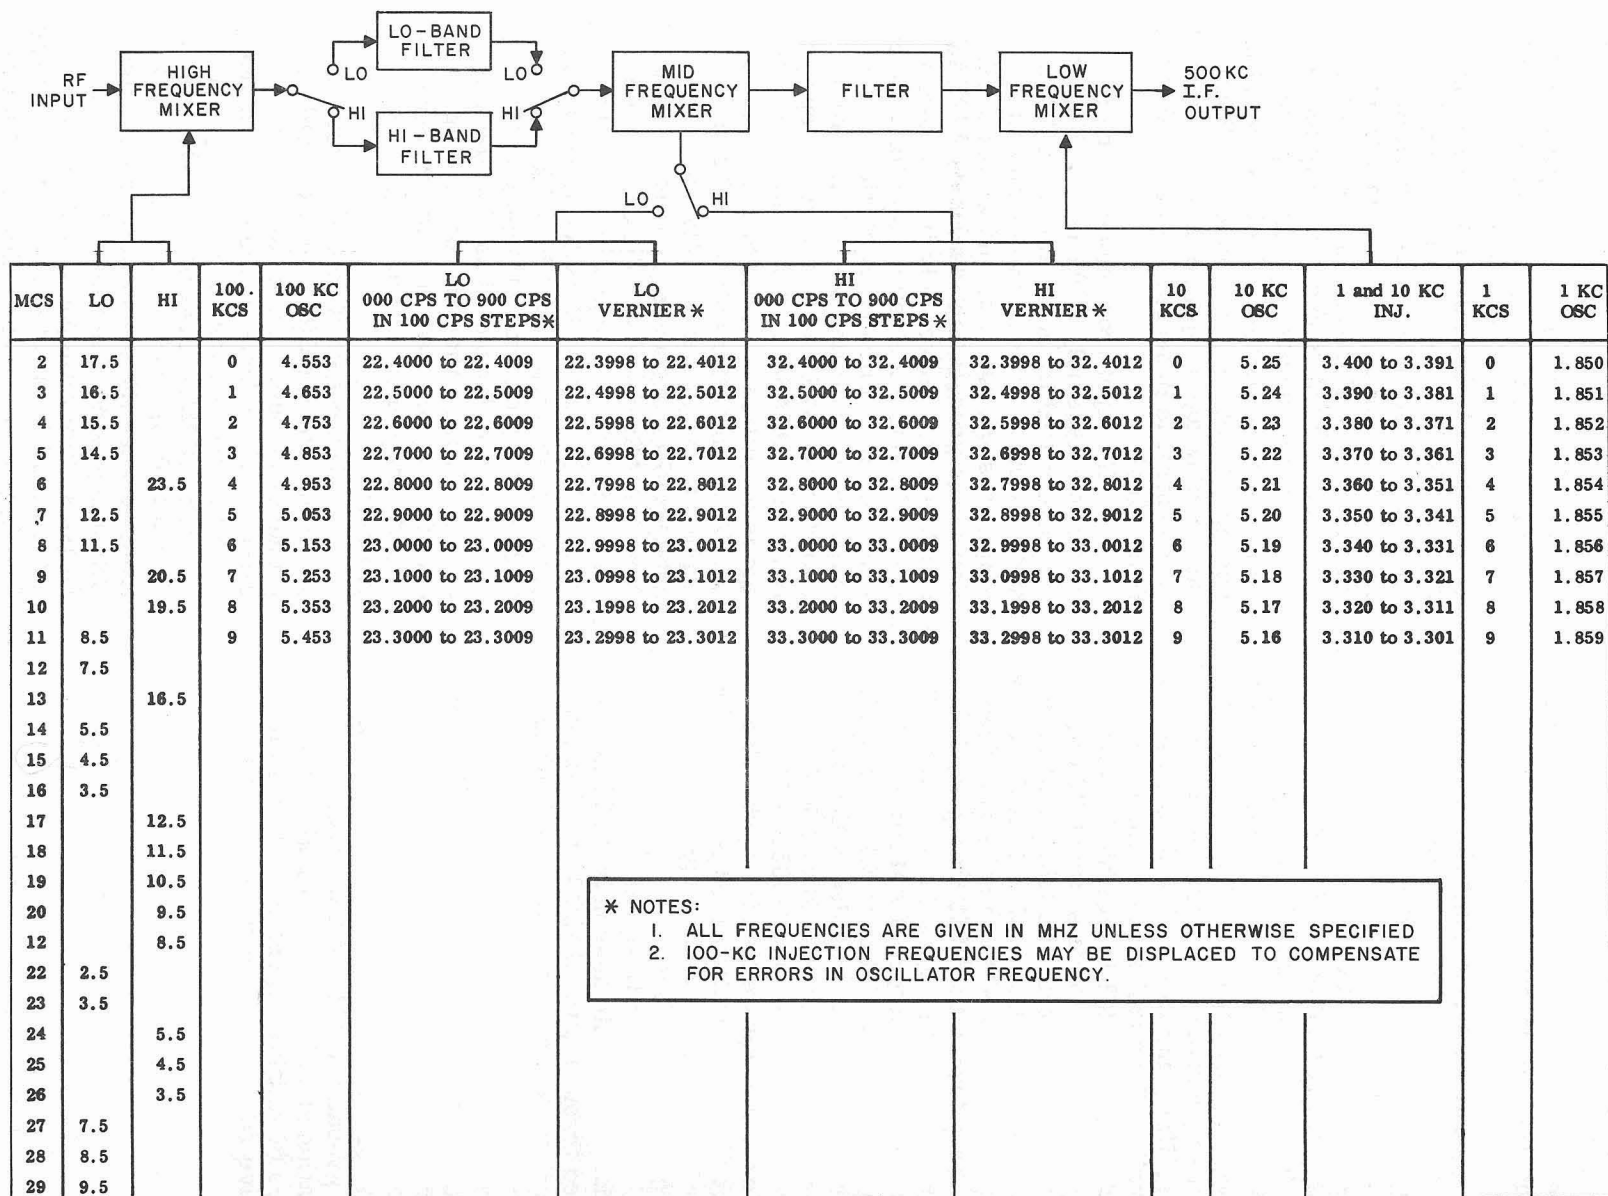 LO-BAND
FILTER
RF
INPUT
HIGH
FREQUENCY
MIXER
LO
LO
HI
HI
HI-BAND
FILTER
MID
FREQUENCY
MIXER
FILTER
LOW
FREQUENCY
MIXER
500 KC
I.F.
OUTPUT
LO
HI
MCS
LO
HI
100.
KCS
100 KC
OSC
LO
000 CPS TO 900 CPS
IN 100 CPS STEPS*
LO
VERNIER *
HI
000 CPS TO 900 CPS
IN 100 CPS STEPS *
HI
VERNIER *
10
KCS
10 KC
OSC
1 and 10 KC
INJ.
1
KCS
1 KC
OSC
2 17.5 0 4.553 22.4000 to 22.4009 22.3998 to 22.4012 32.4000 to 32.4009 32.3998 to 32.4012 0 5.25 3.400 to 3.391 0 1.850
3 16.5 1 4.653 22.5000 to 22.5009 22.4998 to 22.5012 32.5000 to 32.5009 32.4998 to 32.5012 1 5.24 3.390 to 3.381 1 1.851
4 15.5 2 4.753 22.6000 to 22.6009 22.5998 to 22.6012 32.6000 to 32.6009 32.5998 to 32.6012 2 5.23 3.380 to 3.371 2 1.852
5 14.5 3 4.853 22.7000 to 22.7009 22.6998 to 22.7012 32.7000 to 32.7009 32.6998 to 32.7012 3 5.22 3.370 to 3.361 3 1.853
6 23.5 4 4.953 22.8000 to 22.8009 22.7998 to 22.8012 32.8000 to 32.8009 32.7998 to 32.8012 4 5.21 3.360 to 3.351 4 1.854
7 12.5 5 5.053 22.9000 to 22.9009 22.8998 to 22.9012 32.9000 to 32.9009 32.8998 to 32.9012 5 5.20 3.350 to 3.341 5 1.855
8 11.5 6 5.153 23.0000 to 23.0009 22.9998 to 23.0012 33.0000 to 33.0009 32.9998 to 33.0012 6 5.19 3.340 to 3.331 6 1.856
9 20.5 7 5.253 23.1000 to 23.1009 23.0998 to 23.1012 33.1000 to 33.1009 33.0998 to 33.1012 7 5.18 3.330 to 3.321 7 1.857
10 19.5 8 5.353 23.2000 to 23.2009 23.1998 to 23.2012 33.2000 to 33.2009 33.1998 to 33.2012 8 5.17 3.320 to 3.311 8 1.858
11 8.5 9 5.453 23.3000 to 23.3009 23.2998 to 23.3012 33.3000 to 33.3009 33.2998 to 33.3012 9 5.16 3.310 to 3.301 9 1.859
12 7.5
13 16.5
14 5.5
15 4.5
16 3.5
17 12.5
18 11.5
19 10.5
20 9.5
12 8.5
22 2.5
23 3.5
24 5.5
25 4.5
26 3.5
27 7.5
28 8.5
29 9.5
* NOTES:
1. ALL FREQUENCIES ARE GIVEN IN MHZ UNLESS OTHERWISE SPECIFIED
2. 100-KC INJECTION FREQUENCIES MAY BE DISPLACED TO COMPENSATE
FOR ERRORS IN OSCILLATOR FREQUENCY.